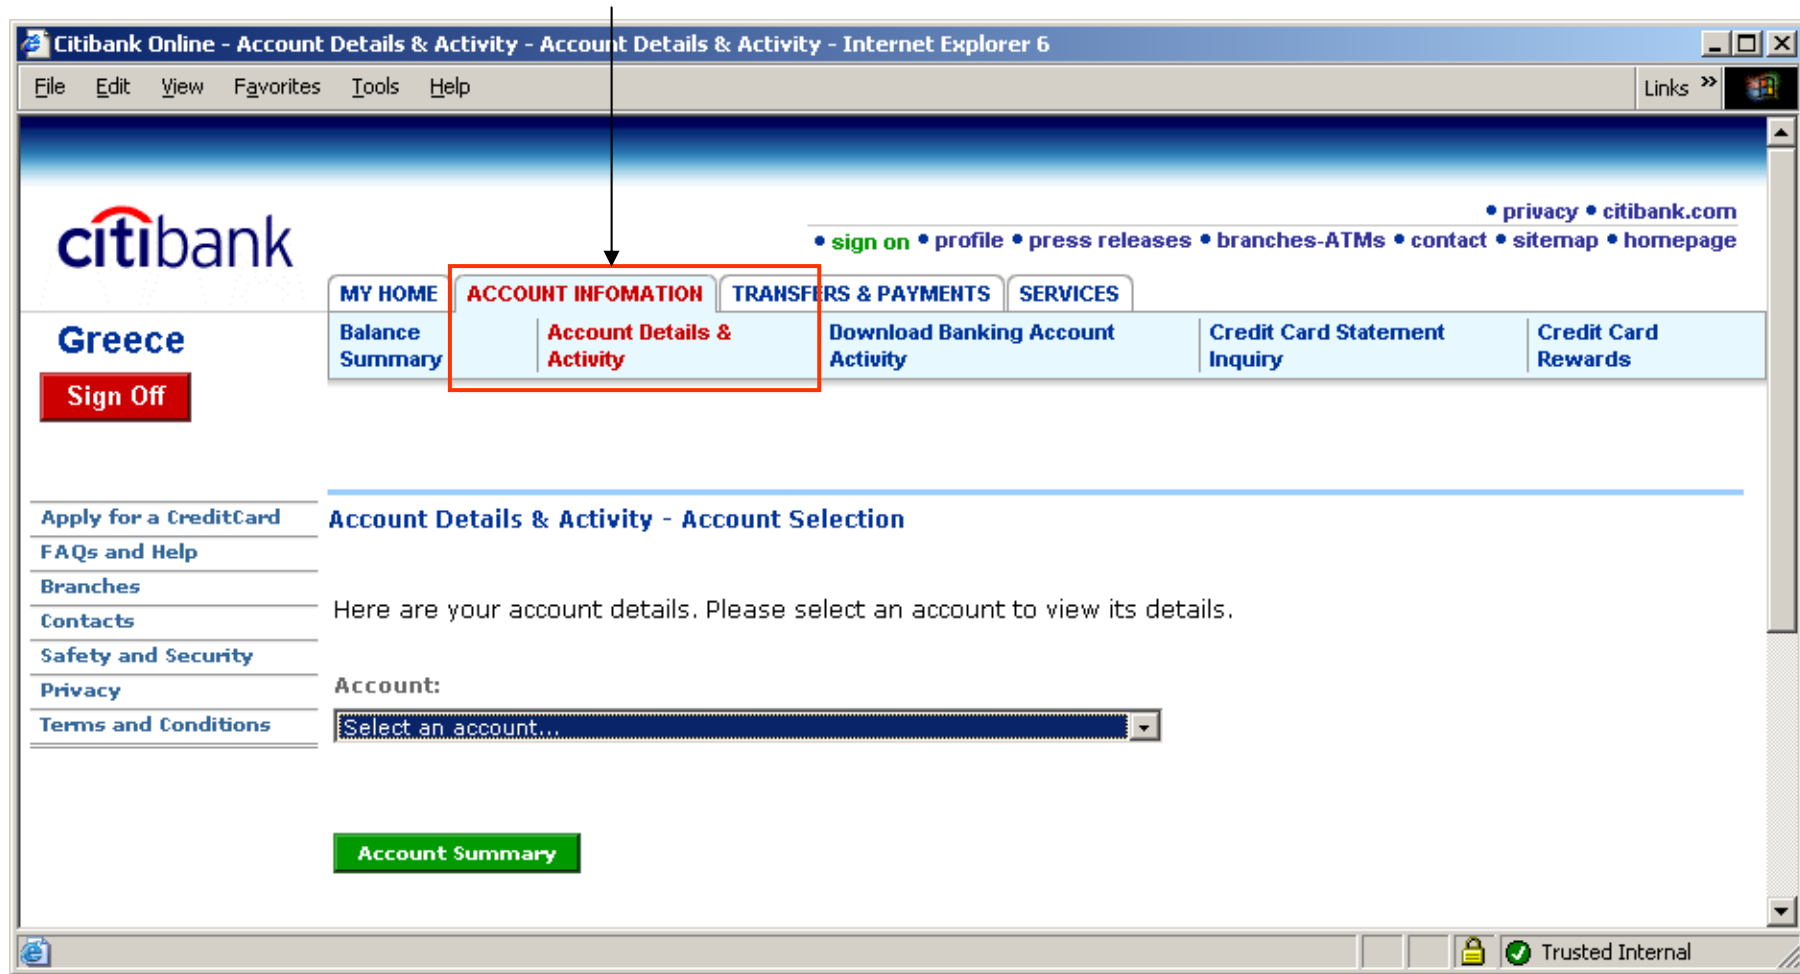 Citibank Online - Account Details & Activity - Account Details & Activity - Internet Explorer 6
File Edit View Favorites Tools Help
Links »
citibank
• privacy • citibank.com
• sign on • profile • press releases • branches-ATMs • contact • sitemap • homepage
MY HOME ACCOUNT INFOMATION TRANSFERS & PAYMENTS SERVICES
Greece
Balance Summary
Account Details & Activity
Download Banking Account Activity
Credit Card Statement Inquiry
Credit Card Rewards
Sign Off
Apply for a CreditCard
FAQs and Help
Branches
Contacts
Safety and Security
Privacy
Terms and Conditions
Account Details & Activity - Account Selection
Here are your account details. Please select an account to view its details.
Account:
Select an account...
Account Summary
Trusted Internal